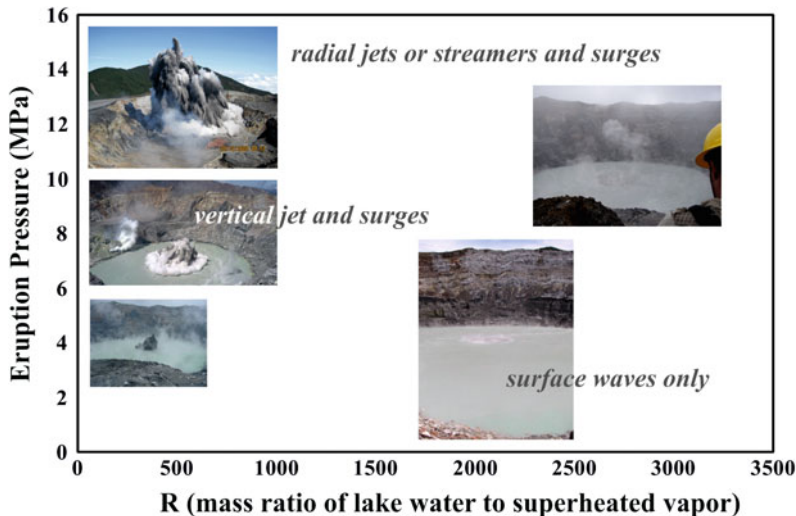 16
14
12
10
8
6
4
2
0
Eruption Pressure (MPa)
radial jets or streamers and surges
vertical jet and surges
surface waves only
0 500 1000 1500 2000 2500 3000 3500
R (mass ratio of lake water to superheated vapor)